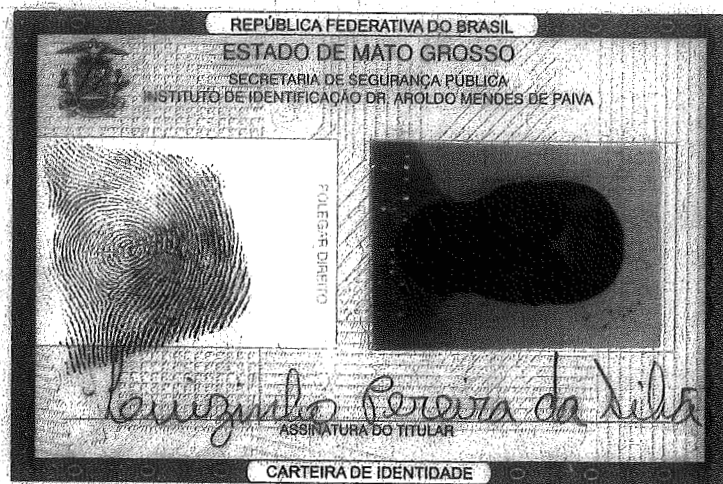 REPÚBLICA FEDERATIVA DO BRASIL
ESTADO DE MATO GROSSO
SECRETARIA DE SEGURANÇA PÚBLICA
INSTITUTO DE IDENTIFICAÇÃO DR. AROLDO MENDES DE PAIVA
POLEGAR DIREITO
Luizinho Pereira da Silva
ASSINATURA DO TITULAR
CARTEIRA DE IDENTIDADE